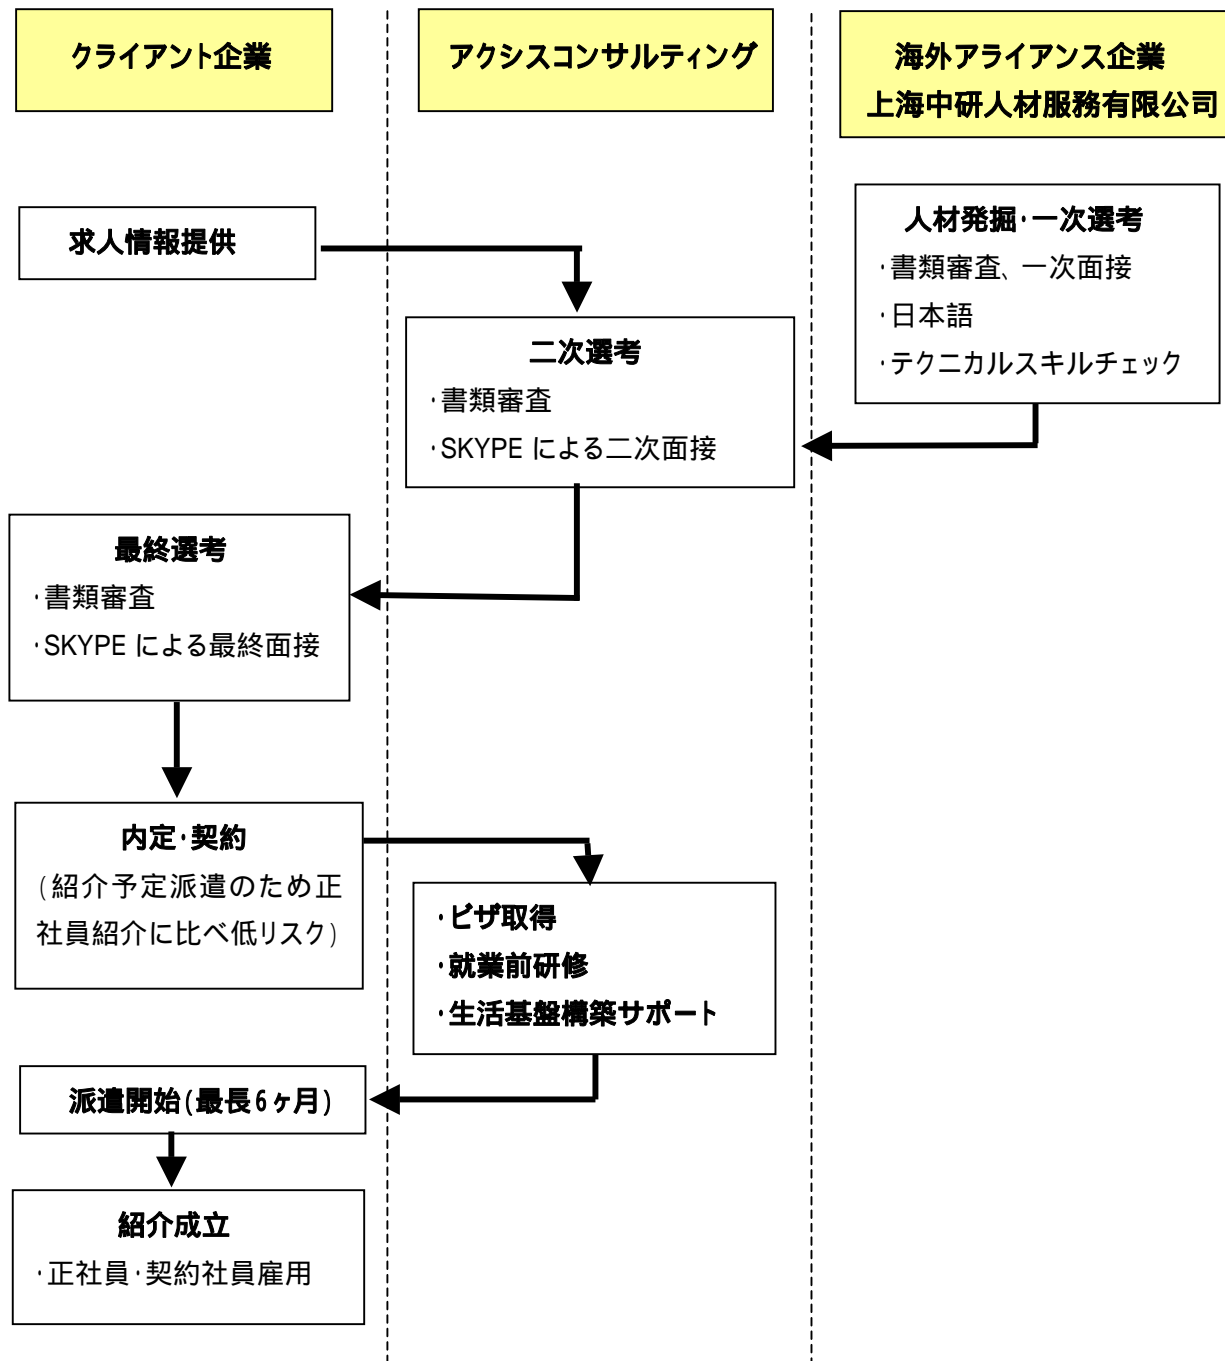 クライアント企業
アクシスコンサルティング
海外アライアンス企業
上海中研人材服務有限公司
求人情報提供
人材発掘・一次選考
・書類審査、一次面接
・日本語
・テクニカルスキルチェック
二次選考
・書類審査
・SKYPE による二次面接
最終選考
・書類審査
・SKYPE による最終面接
内定・契約
（紹介予定派遣のため正
社員紹介に比べ低リスク）
・ビザ取得
・就業前研修
・生活基盤構築サポート
派遣開始(最長6ヶ月)
紹介成立
・正社員・契約社員雇用